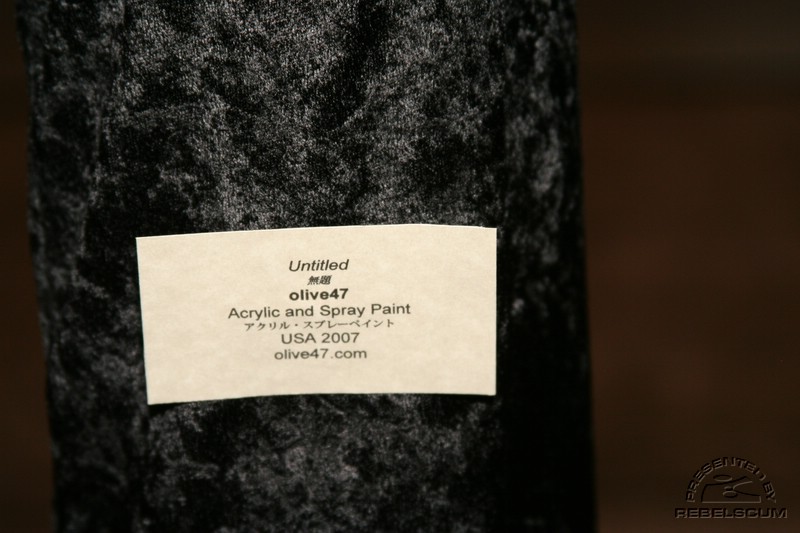 Untitled
無題
olive47
Acrylic and Spray Paint
アクリル・スプレーペイント
USA 2007
olive47.com
PRESENTED BY
REBELSCUM